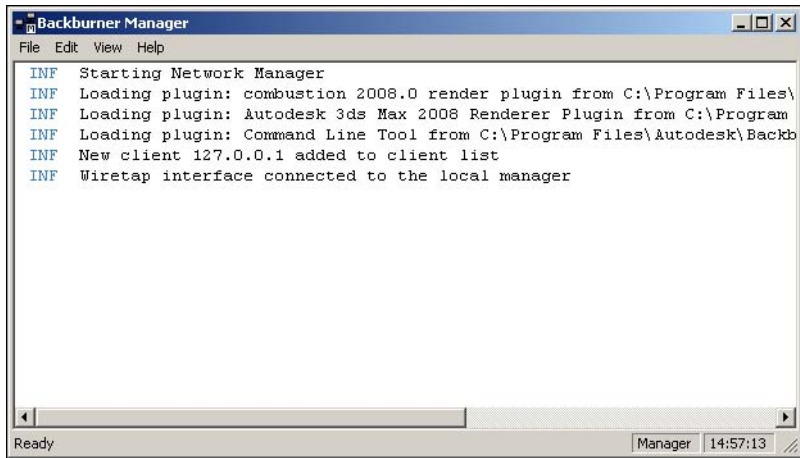 Backburner Manager
File Edit View Help
INF Starting Network Manager
INF Loading plugin: combustion 2008.0 render plugin from C:\Program Files\
INF Loading plugin: Autodesk 3ds Max 2008 Renderer Plugin from C:\Program
INF Loading plugin: Command Line Tool from C:\Program Files\Autodesk\Backb
INF New client 127.0.0.1 added to client list
INF Wiretap interface connected to the local manager
Ready Manager 14:57:13